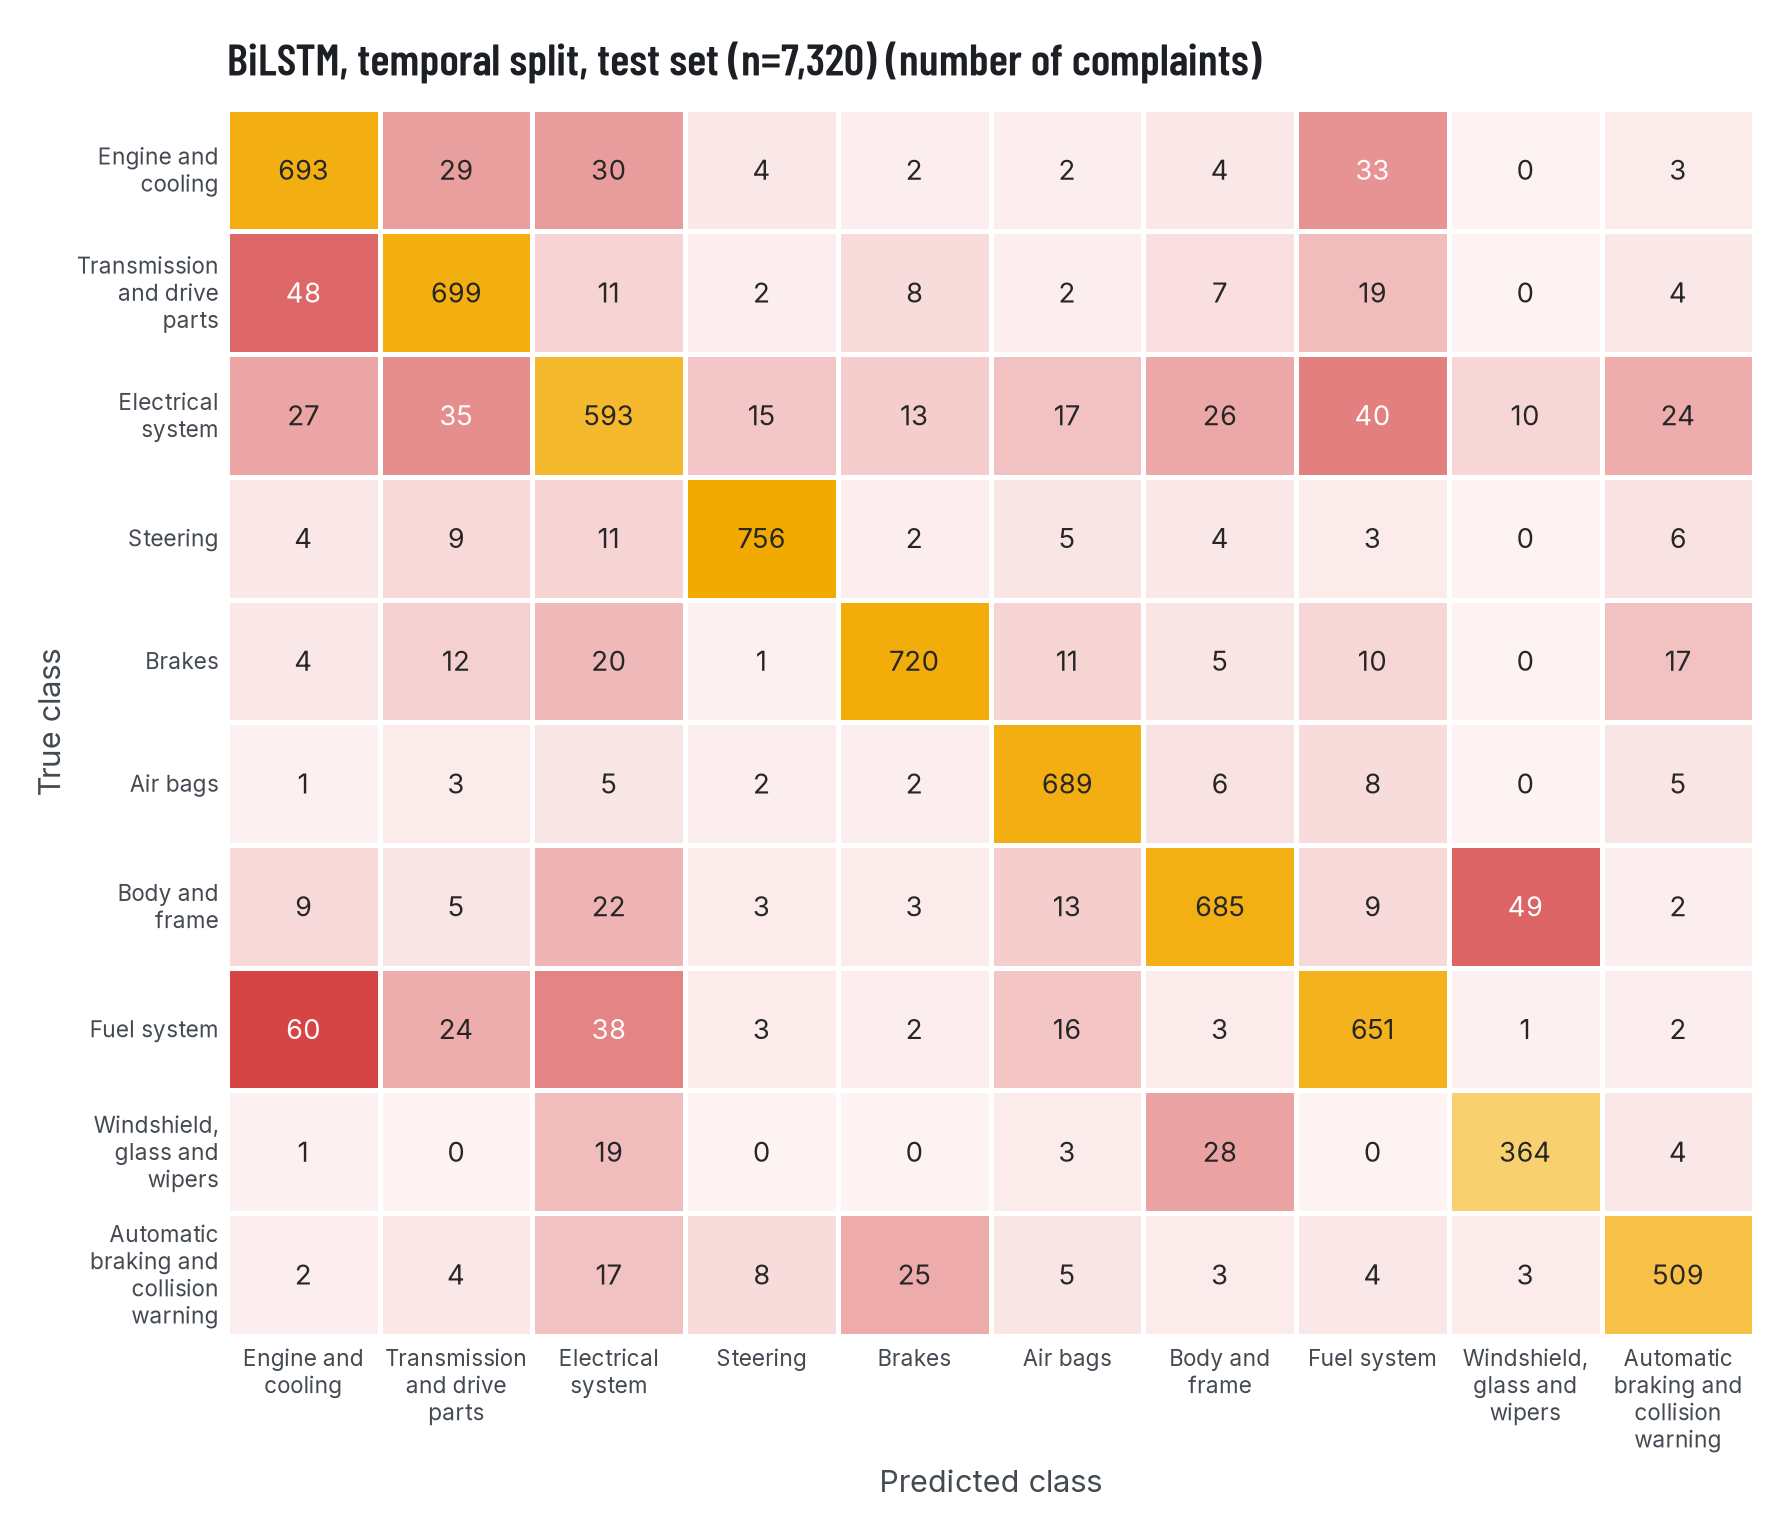 BiLSTM, temporal split, test set (n=7,320) (number of complaints)
Engine and
cooling
693 29 30 4 2 2 4 33 0 3
Transmission
and drive
parts
48 699 11 2 8 2 7 19 0 4
Electrical
system
27 35 593 15 13 17 26 40 10 24
Steering
4 9 11 756 2 5 4 3 0 6
Brakes
4 12 20 1 720 11 5 10 0 17
Air bags
1 3 5 2 2 689 6 8 0 5
Body and
frame
9 5 22 3 3 13 685 9 49 2
Fuel system
60 24 38 3 2 16 3 651 1 2
Windshield,
glass and
wipers
1 0 19 0 0 3 28 0 364 4
Automatic
braking and
collision
warning
2 4 17 8 25 5 3 4 3 509
True class
Engine and
cooling
Transmission
and drive
parts
Electrical
system
Steering
Brakes
Air bags
Body and
frame
Fuel system
Windshield,
glass and
wipers
Automatic
braking and
collision
warning
Predicted class